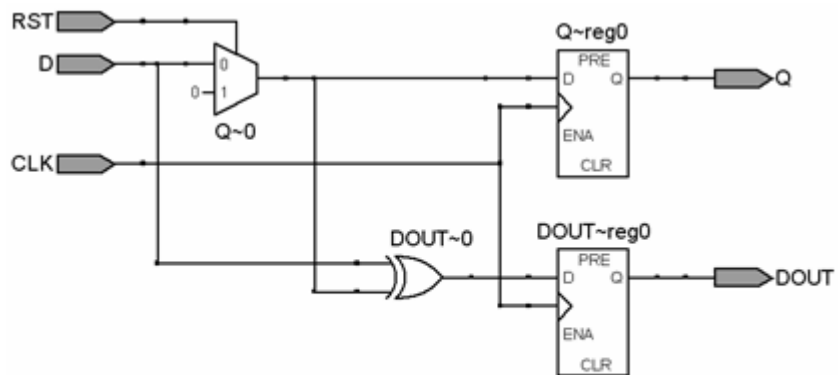 RST
D
CLK
0
0
1
Q~0
DOUT~0
Q~reg0
PRE
D
Q
ENA
CLR
Q
DOUT~reg0
PRE
D
Q
ENA
CLR
DOUT